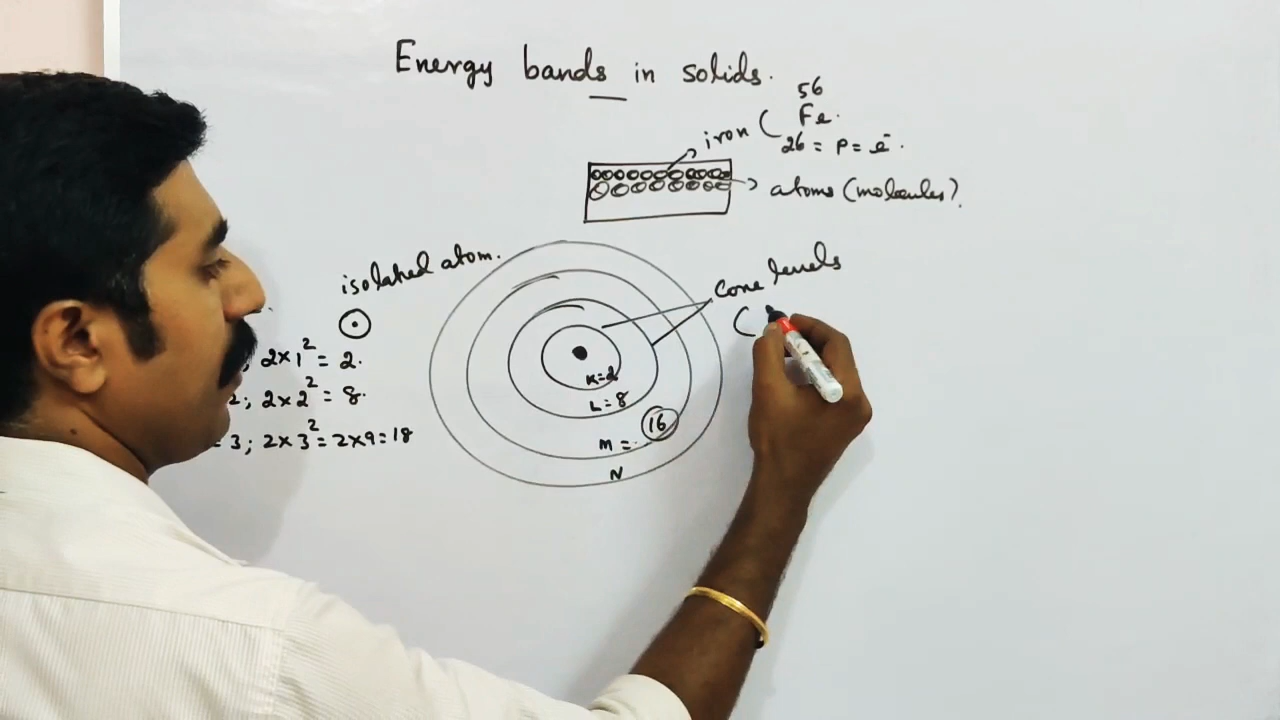 Energy bands in solids.
56
iron ( Fe.
26 = P = e⁻.
atoms (molecules).
isolated atom.
core levels
(
; 2×1² = 2.
2; 2×2² = 8.
= 3; 2×3² = 2×9 = 18
K=2
L=8
M = 16
N